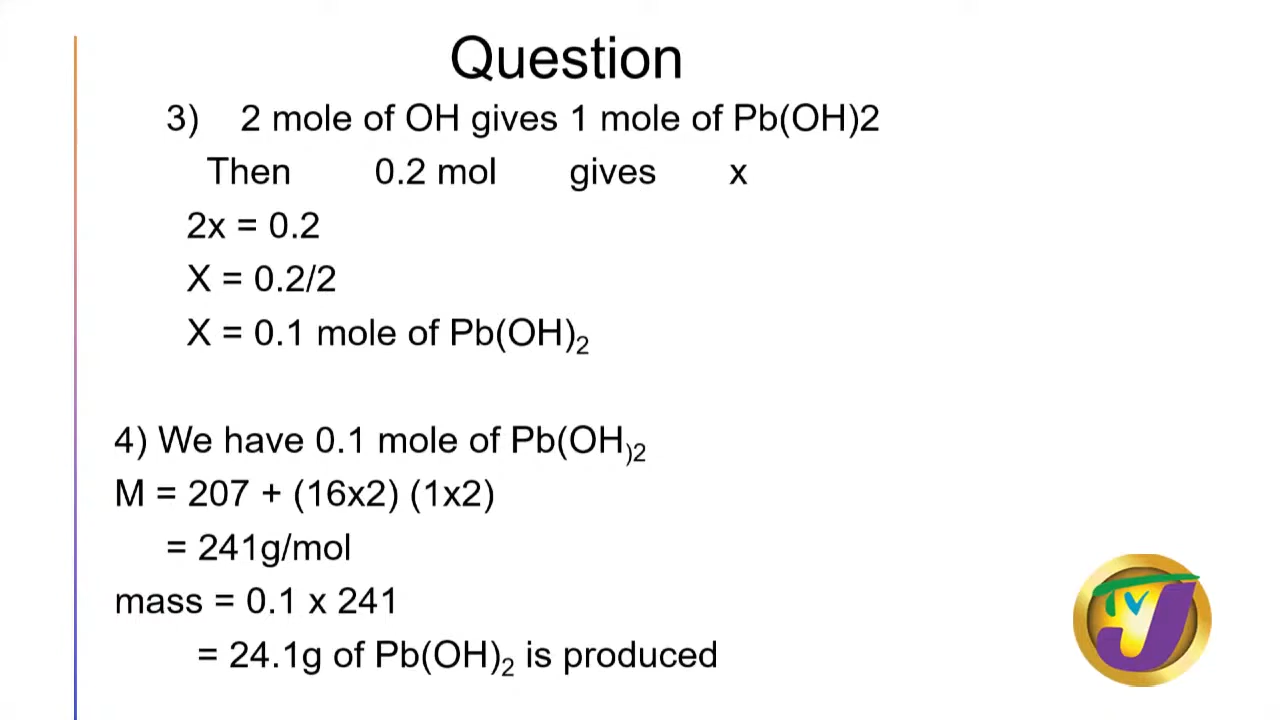 Question
3) 2 mole of OH gives 1 mole of Pb(OH)2
Then 0.2 mol gives x
2x = 0.2
X = 0.2/2
X = 0.1 mole of Pb(OH)₂
4) We have 0.1 mole of Pb(OH₎₂
M = 207 + (16x2) (1x2)
= 241g/mol
mass = 0.1 x 241
= 24.1g of Pb(OH)₂ is produced
TVJ